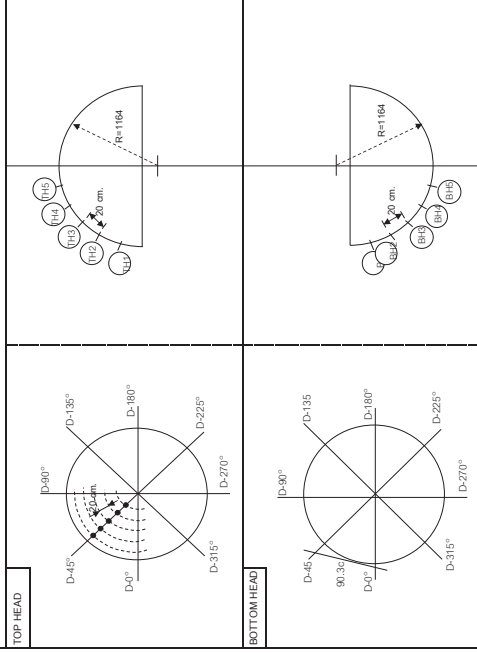 TOP HEAD
D-0°
D-45°
D-90°
D-135°
D-180°
D-225°
D-270°
D-315°
20 cm.
TH1
TH2
TH3
TH4
TH5
20 cm.
R=1164
BOTTOM HEAD
D-0°
D-45
D-90°
D-135
D-180°
D-225°
D-270°
D-315°
90.3c
B
BH2
BH3
BH4
BH5
20 cm.
R=1164